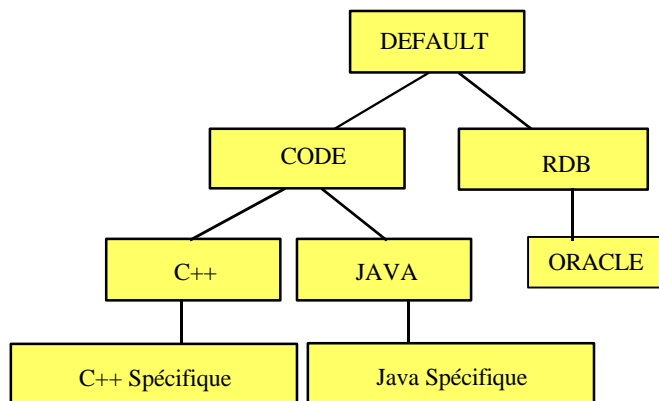 DEFAULT
CODE
RDB
C++
JAVA
ORACLE
C++ Spécifique
Java Spécifique